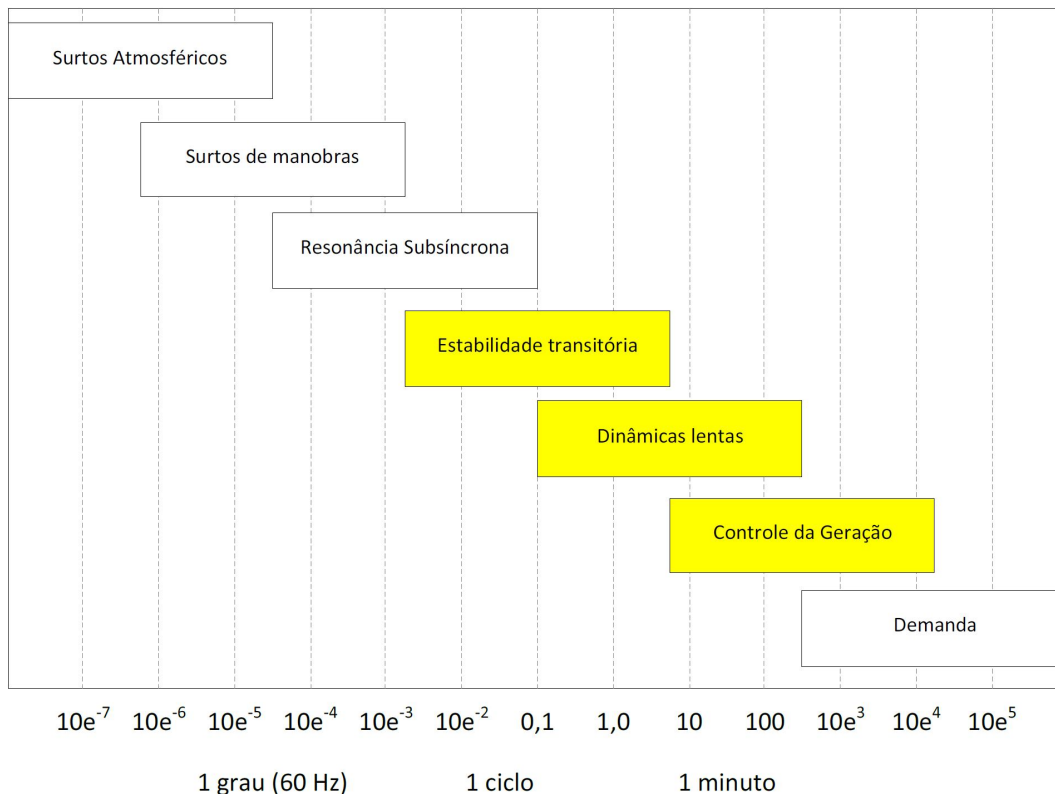 Surtos Atmosféricos
Surtos de manobras
Resonância Subsíncrona
Estabilidade transitória
Dinâmicas lentas
Controle da Geração
Demanda
10e⁻⁷ 10e⁻⁶ 10e⁻⁵ 10e⁻⁴ 10e⁻³ 10e⁻² 0,1 1,0 10 100 10e³ 10e⁴ 10e⁵
1 grau (60 Hz) 1 ciclo 1 minuto